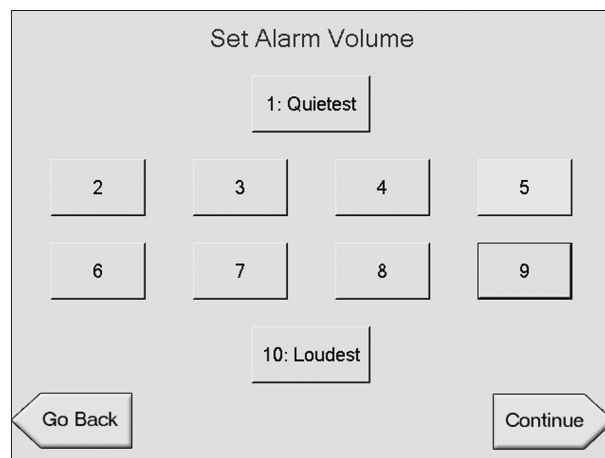 Set Alarm Volume
1: Quietest
2 3 4 5
6 7 8 9
10: Loudest
Go Back Continue